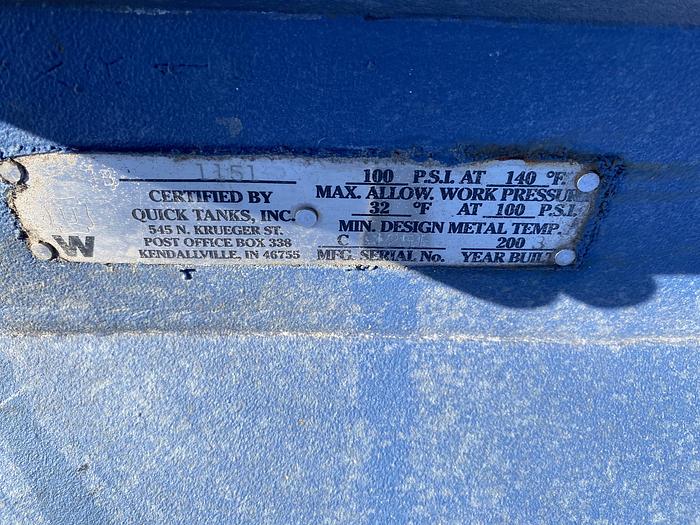 1151
100 P.S.I. AT 140 °F.
CERTIFIED BY
MAX. ALLOW. WORK PRESSURE
QUICK TANKS, INC.
32 °F AT 100 P.S.I.
545 N. KRUEGER ST.
MIN. DESIGN METAL TEMP.
W
POST OFFICE BOX 338
C
2003
KENDALLVILLE, IN 46755
MFG. SERIAL No.
YEAR BUILT